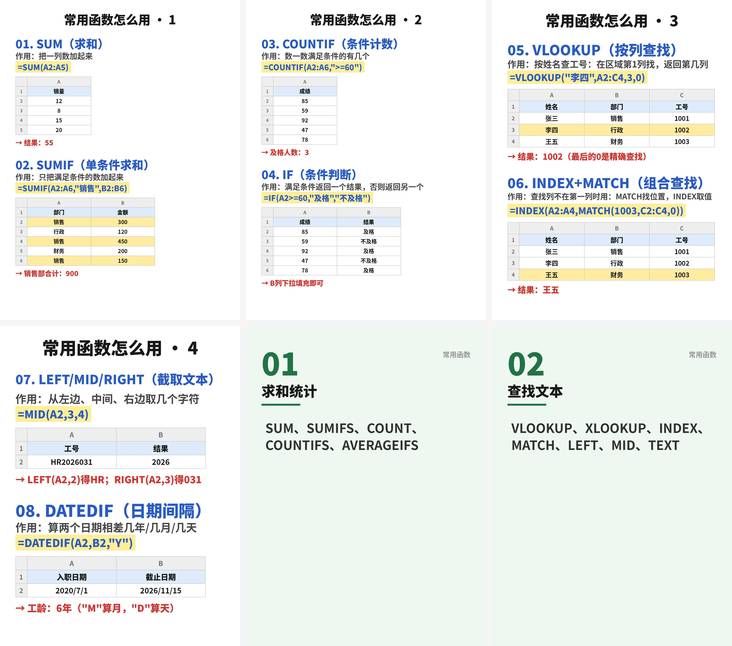 常用函数怎么用 · 1
01. SUM（求和）
作用：把一列数加起来
=SUM(A2:A5)
A
1 销量
2 12
3 8
4 15
5 20
→ 结果：55
02. SUMIF（单条件求和）
作用：只把满足条件的数加起来
=SUMIF(A2:A6,"销售",B2:B6)
A B
1 部门 金额
2 销售 300
3 行政 120
4 销售 450
5 财务 200
6 销售 150
→ 销售部合计：900
常用函数怎么用 · 2
03. COUNTIF（条件计数）
作用：数一数满足条件的有几个
=COUNTIF(A2:A6,">=60")
A
1 成绩
2 85
3 59
4 92
5 47
6 78
→ 及格人数：3
04. IF（条件判断）
作用：满足条件返回一个结果，否则返回另一个
=IF(A2>=60,"及格","不及格")
A B
1 成绩 结果
2 85 及格
3 59 不及格
4 92 及格
5 47 不及格
6 78 及格
→ B列下拉填充即可
常用函数怎么用 · 3
05. VLOOKUP（按列查找）
作用：按姓名查工号：在区域第1列找，返回第几列
=VLOOKUP("李四",A2:C4,3,0)
A B C
1 姓名 部门 工号
2 张三 销售 1001
3 李四 行政 1002
4 王五 财务 1003
→ 结果：1002（最后的0是精确查找）
06. INDEX+MATCH（组合查找）
作用：查找列不在第一列时用：MATCH找位置，INDEX取值
=INDEX(A2:A4,MATCH(1003,C2:C4,0))
A B C
1 姓名 部门 工号
2 张三 销售 1001
3 李四 行政 1002
4 王五 财务 1003
→ 结果：王五
常用函数怎么用 · 4
07. LEFT/MID/RIGHT（截取文本）
作用：从左边、中间、右边取几个字符
=MID(A2,3,4)
A B
1 工号 结果
2 HR2026031 2026
→ LEFT(A2,2)得HR；RIGHT(A2,3)得031
08. DATEDIF（日期间隔）
作用：算两个日期相差几年/几月/几天
=DATEDIF(A2,B2,"Y")
A B
1 入职日期 截止日期
2 2020/7/1 2026/11/15
→ 工龄：6年（"M"算月，"D"算天）
01
常用函数
求和统计
SUM、SUMIFS、COUNT、
COUNTIFS、AVERAGEIFS
02
常用函数
查找文本
VLOOKUP、XLOOKUP、INDEX、
MATCH、LEFT、MID、TEXT